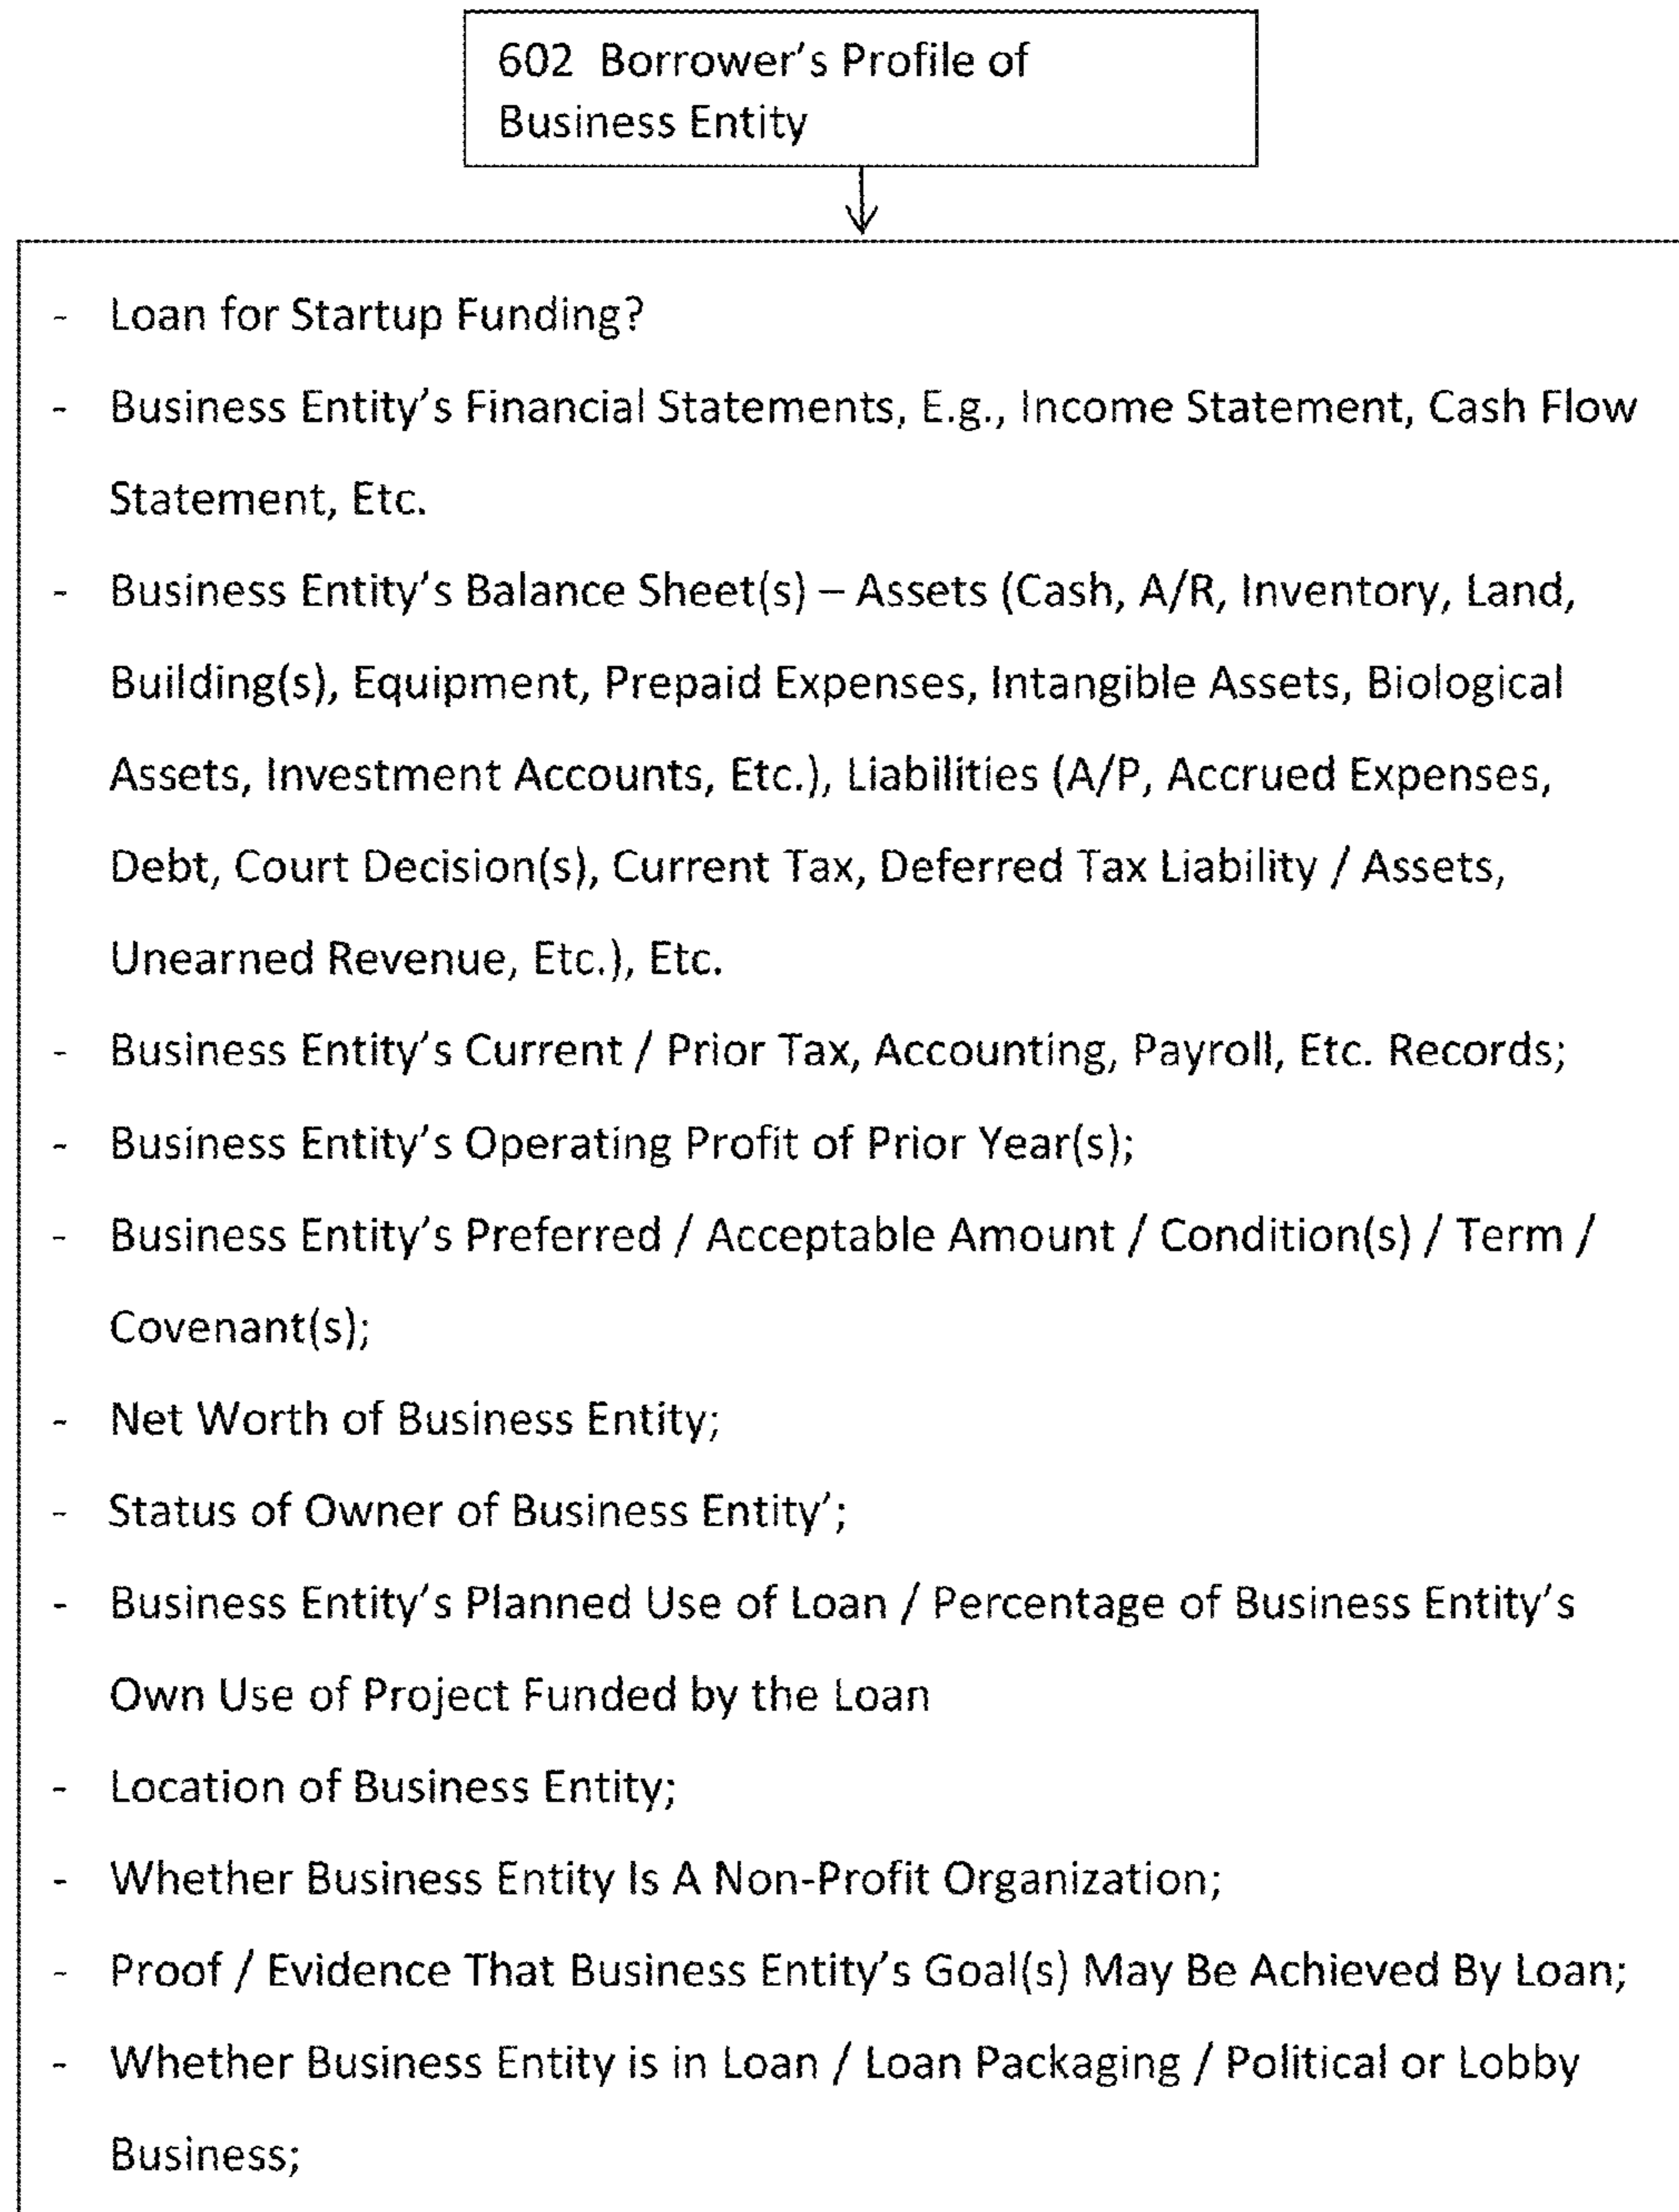 602 Borrower's Profile of
Business Entity
- Loan for Startup Funding?
- Business Entity's Financial Statements, E.g., Income Statement, Cash Flow
Statement, Etc.
- Business Entity's Balance Sheet(s) – Assets (Cash, A/R, Inventory, Land,
Building(s), Equipment, Prepaid Expenses, Intangible Assets, Biological
Assets, Investment Accounts, Etc.), Liabilities (A/P, Accrued Expenses,
Debt, Court Decision(s), Current Tax, Deferred Tax Liability / Assets,
Unearned Revenue, Etc.), Etc.
- Business Entity's Current / Prior Tax, Accounting, Payroll, Etc. Records;
- Business Entity's Operating Profit of Prior Year(s);
- Business Entity's Preferred / Acceptable Amount / Condition(s) / Term /
Covenant(s);
- Net Worth of Business Entity;
- Status of Owner of Business Entity';
- Business Entity's Planned Use of Loan / Percentage of Business Entity's
Own Use of Project Funded by the Loan
- Location of Business Entity;
- Whether Business Entity Is A Non-Profit Organization;
- Proof / Evidence That Business Entity's Goal(s) May Be Achieved By Loan;
- Whether Business Entity is in Loan / Loan Packaging / Political or Lobby
Business;